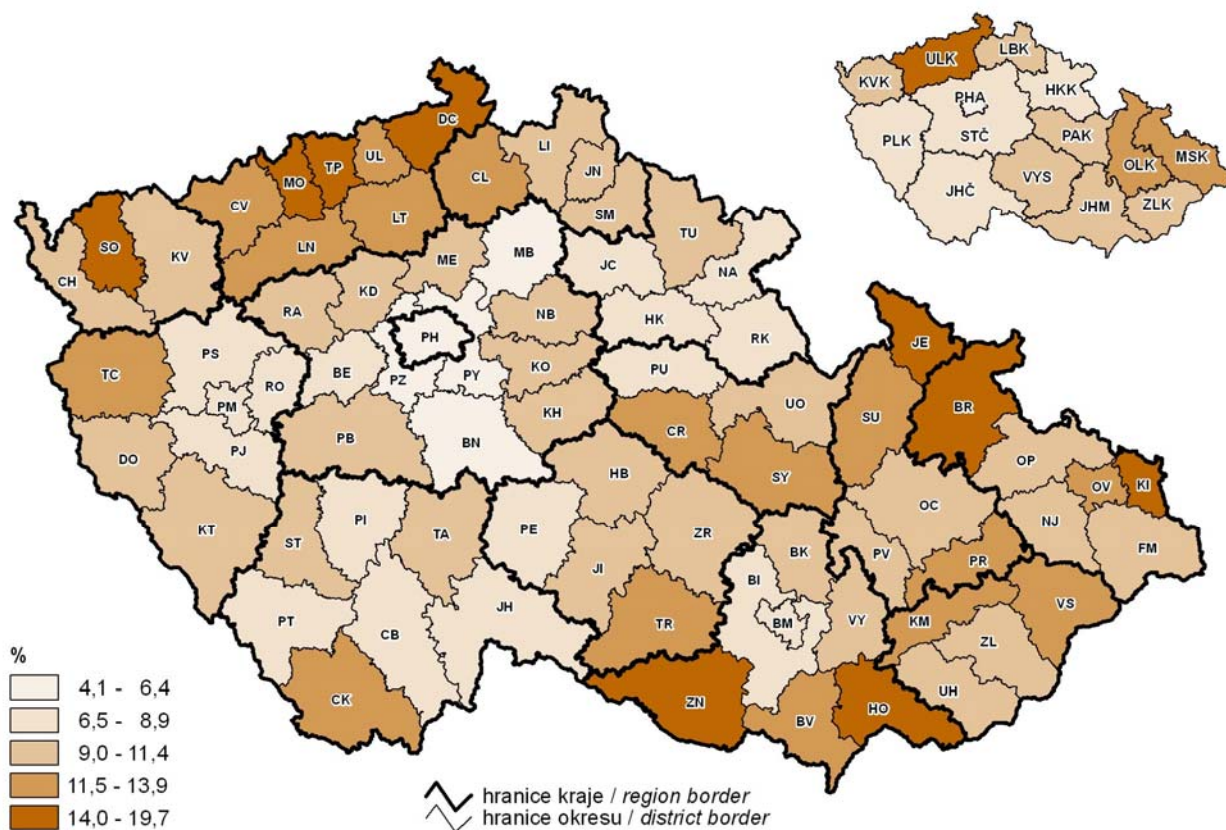 ULK
LBK
KVK
HKK
PHA
PLK
STČ
PAK
OLK
MSK
JHČ
VYS
JHM
ZLK
DC
TP
UL
MO
CL
LI
JN
CV
LT
SM
SO
KV
LN
MB
TU
CH
ME
JC
NA
RA
KD
NB
HK
PH
RK
JE
PS
TC
RO
BE
PZ
PY
KO
PU
BR
PM
UO
SU
PJ
PB
KH
CR
DO
BN
SY
OP
KI
OV
HB
OC
NJ
KT
ST
PI
TA
PE
ZR
FM
BK
PV
PR
JI
BI
VS
PT
CB
JH
TR
BM
VY
KM
ZL
CK
ZN
BV
HO
UH
%
4,1 - 6,4
6,5 - 8,9
9,0 - 11,4
11,5 - 13,9
14,0 - 19,7
hranice kraje / region border
hranice okresu / district border